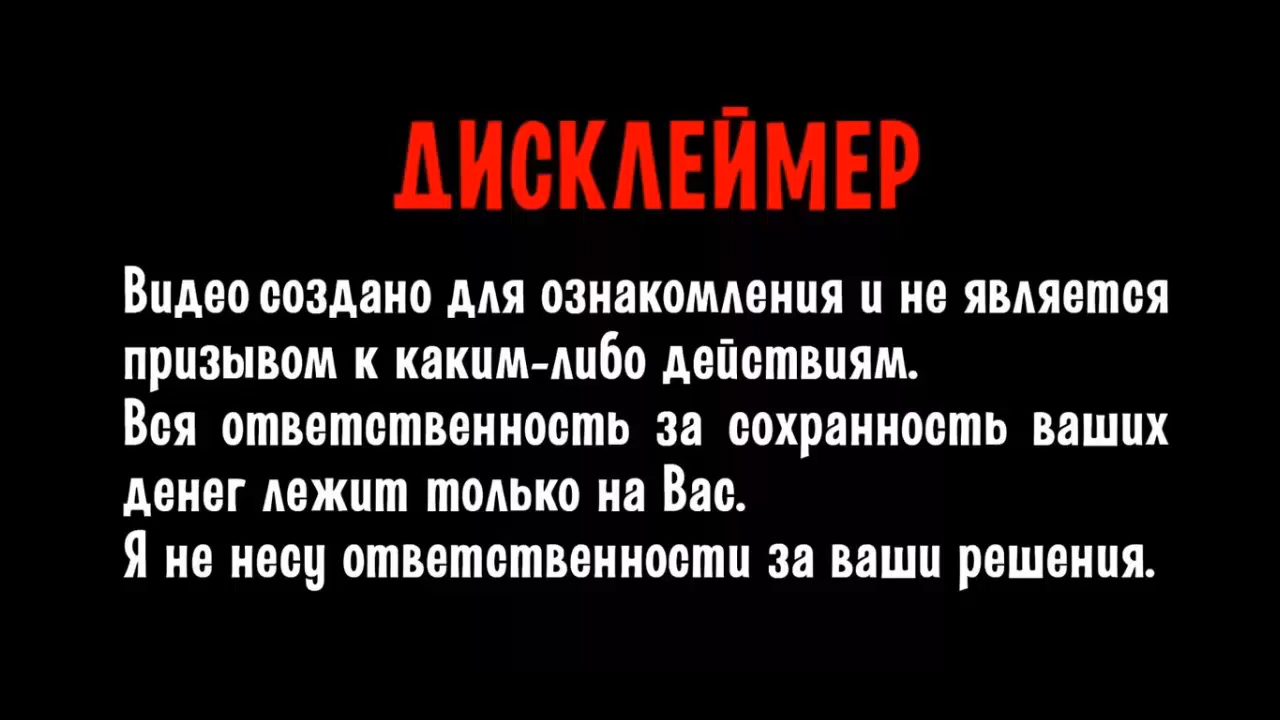 ДИСКЛЕЙМЕР
Видео создано для ознакомления и не является
призывом к каким-либо действиям.
Вся ответственность за сохранность ваших
денег лежит только на Вас.
Я не несу ответственности за ваши решения.